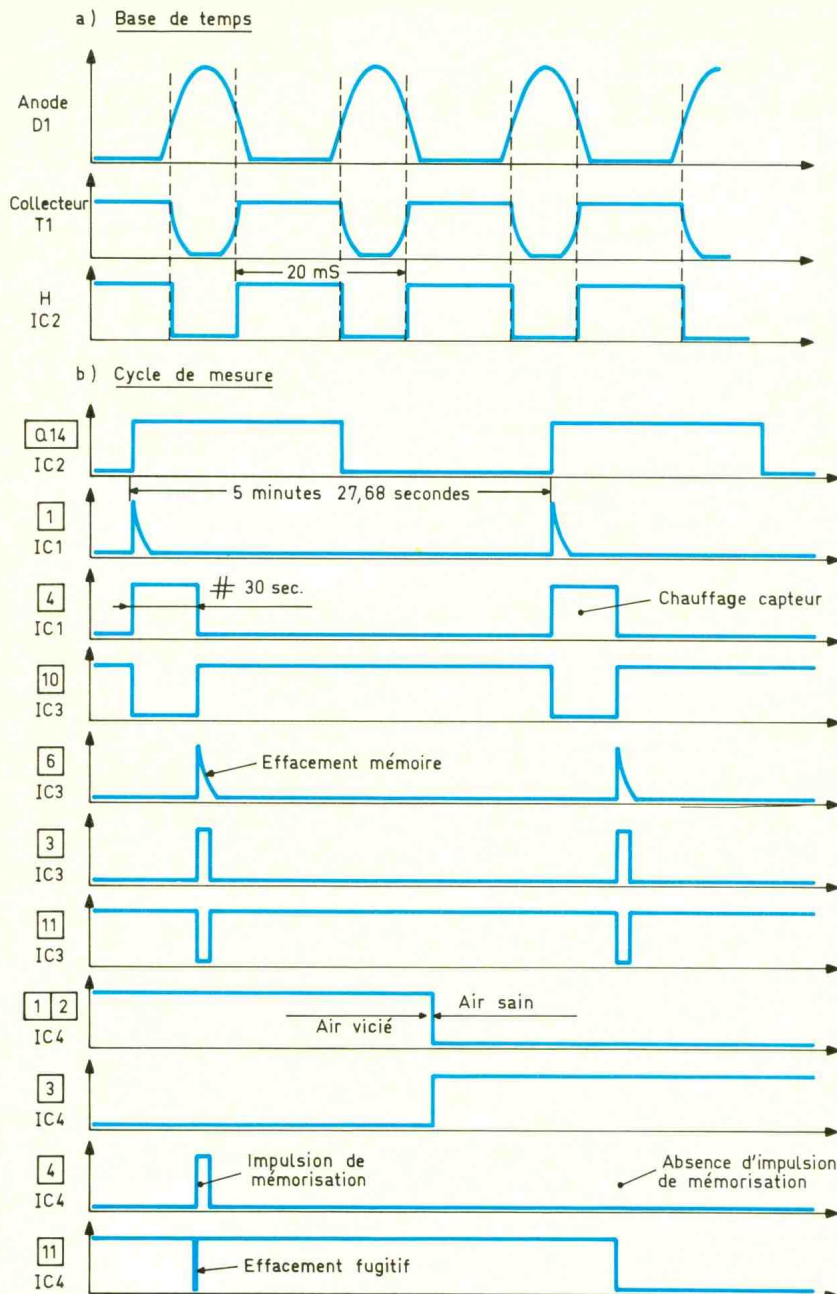 a) Base de temps
Anode
D1
Collecteur
T1
20 mS
H
IC2
b) Cycle de mesure
Q14
IC2
5 minutes 27,68 secondes
1
IC1
4
IC1
# 30 sec.
Chauffage capteur
10
IC3
6
IC3
Effacement mémoire
3
IC3
11
IC3
1 2
IC4
Air vicié
Air sain
3
IC4
4
IC4
Impulsion de
mémorisation
Absence d'impulsion
de mémorisation
11
IC4
Effacement fugitif